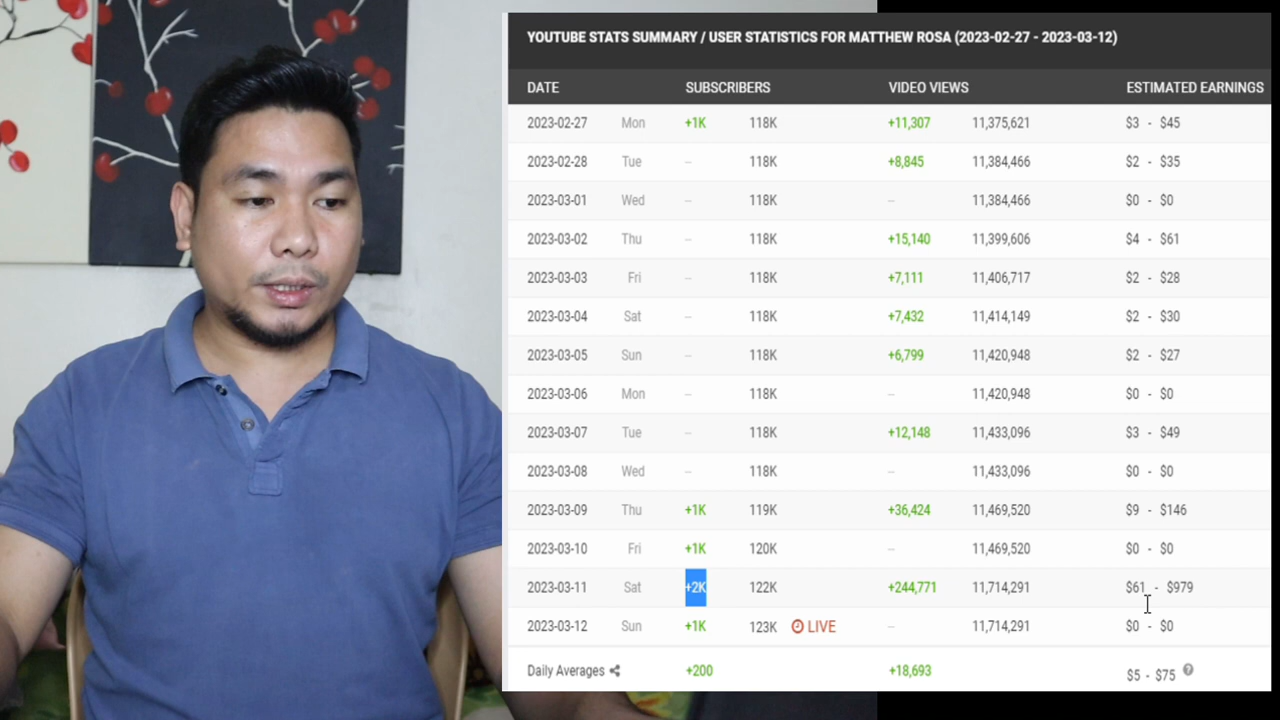 YOUTUBE STATS SUMMARY / USER STATISTICS FOR MATTHEW ROSA (2023-02-27 - 2023-03-12)
DATE SUBSCRIBERS VIDEO VIEWS ESTIMATED EARNINGS
2023-02-27 Mon +1K 118K +11,307 11,375,621 $3 - $45
2023-02-28 Tue -- 118K +8,845 11,384,466 $2 - $35
2023-03-01 Wed -- 118K -- 11,384,466 $0 - $0
2023-03-02 Thu -- 118K +15,140 11,399,606 $4 - $61
2023-03-03 Fri -- 118K +7,111 11,406,717 $2 - $28
2023-03-04 Sat -- 118K +7,432 11,414,149 $2 - $30
2023-03-05 Sun -- 118K +6,799 11,420,948 $2 - $27
2023-03-06 Mon -- 118K -- 11,420,948 $0 - $0
2023-03-07 Tue -- 118K +12,148 11,433,096 $3 - $49
2023-03-08 Wed -- 118K -- 11,433,096 $0 - $0
2023-03-09 Thu +1K 119K +36,424 11,469,520 $9 - $146
2023-03-10 Fri +1K 120K -- 11,469,520 $0 - $0
2023-03-11 Sat +2K 122K +244,771 11,714,291 $61 - $979
2023-03-12 Sun +1K 123K LIVE -- 11,714,291 $0 - $0
Daily Averages +200 +18,693 $5 - $75 ?